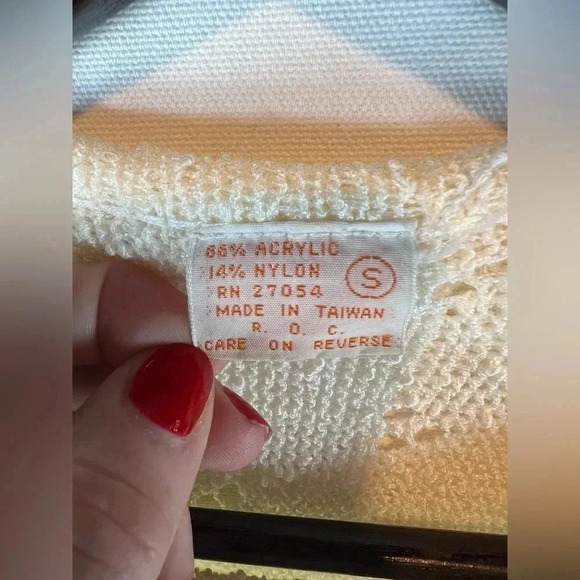 86% ACRYLIC
14% NYLON
S
RN 27054
MADE IN TAIWAN
R. O. C.
CARE ON REVERSE